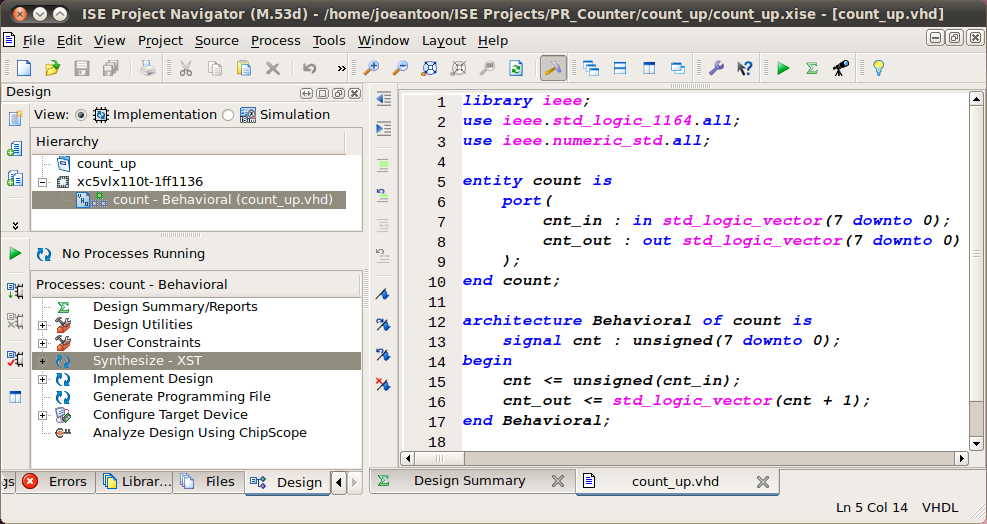 ISE Project Navigator (M.53d) - /home/joeantoon/ISE Projects/PR_Counter/count_up/count_up.xise - [count_up.vhd]
File Edit View Project Source Process Tools Window Layout Help
Design
View: Implementation Simulation
Hierarchy
count_up
xc5vlx110t-1ff1136
count - Behavioral (count_up.vhd)
No Processes Running
Processes: count - Behavioral
Design Summary/Reports
Design Utilities
User Constraints
Synthesize - XST
Implement Design
Generate Programming File
Configure Target Device
Analyze Design Using ChipScope
gs Errors Librar... Files Design
1 library ieee;
2 use ieee.std_logic_1164.all;
3 use ieee.numeric_std.all;
4
5 entity count is
6 port(
7 cnt_in : in std_logic_vector(7 downto 0);
8 cnt_out : out std_logic_vector(7 downto 0)
9 );
10 end count;
11
12 architecture Behavioral of count is
13 signal cnt : unsigned(7 downto 0);
14 begin
15 cnt <= unsigned(cnt_in);
16 cnt_out <= std_logic_vector(cnt + 1);
17 end Behavioral;
18
Design Summary count_up.vhd
Ln 5 Col 14 VHDL